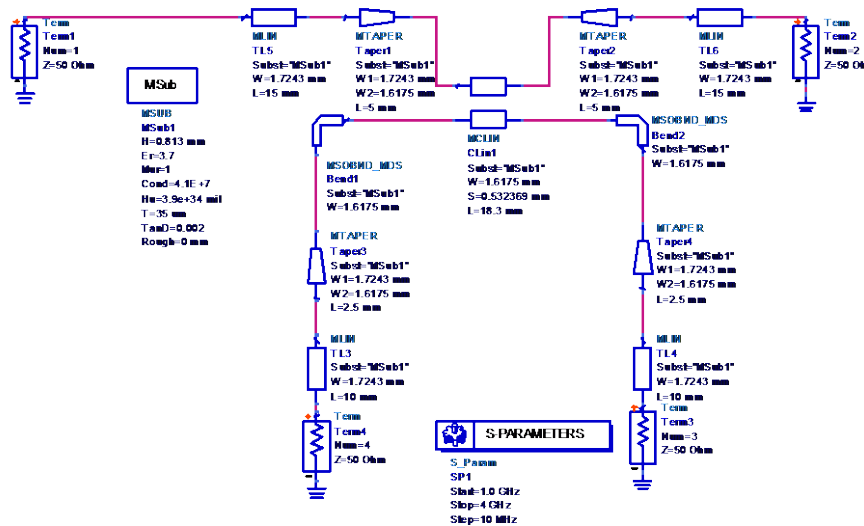 Term
Term1
Num=1
Z=50 Ohm
MLIN
TL5
Subst="MSub1"
W=1.7243 mm
L=15 mm
MTAPER
Taper1
Subst="MSub1"
W1=1.7243 mm
W2=1.6175 mm
L=5 mm
MTAPER
Taper2
Subst="MSub1"
W1=1.7243 mm
W2=1.6175 mm
L=5 mm
MLIN
TL6
Subst="MSub1"
W=1.7243 mm
L=15 mm
Term
Term2
Num=2
Z=50 Ohm
MSub
MSUB
MSub1
H=0.813 mm
Er=3.7
Mur=1
Cond=4.1E+7
Hu=3.9e+34 mil
T=35 um
TanD=0.002
Rough=0 mm
MSOBND_MDS
Bend1
Subst="MSub1"
W=1.6175 mm
MCLIN
CLin1
Subst="MSub1"
W=1.6175 mm
S=0.532369 mm
L=18.3 mm
MSOBND_MDS
Bend2
Subst="MSub1"
W=1.6175 mm
MTAPER
Taper3
Subst="MSub1"
W1=1.7243 mm
W2=1.6175 mm
L=2.5 mm
MTAPER
Taper4
Subst="MSub1"
W1=1.7243 mm
W2=1.6175 mm
L=2.5 mm
MLIN
TL3
Subst="MSub1"
W=1.7243 mm
L=10 mm
MLIN
TL4
Subst="MSub1"
W=1.7243 mm
L=10 mm
Term
Term4
Num=4
Z=50 Ohm
S-PARAMETERS
S_Param
SP1
Start=1.0 GHz
Stop=4 GHz
Step=10 MHz
Term
Term3
Num=3
Z=50 Ohm